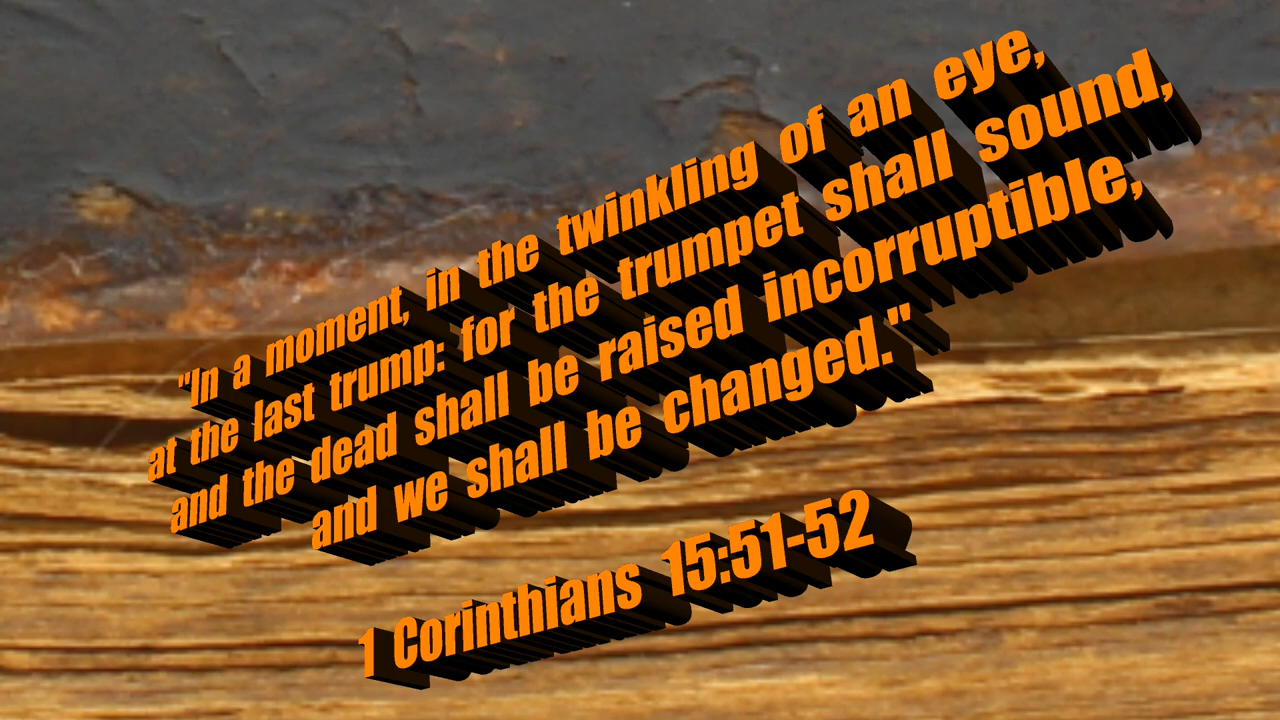 "In a moment, in the twinkling of an eye,
at the last trump: for the trumpet shall sound,
and the dead shall be raised incorruptible,
and we shall be changed."
1 Corinthians 15:51-52